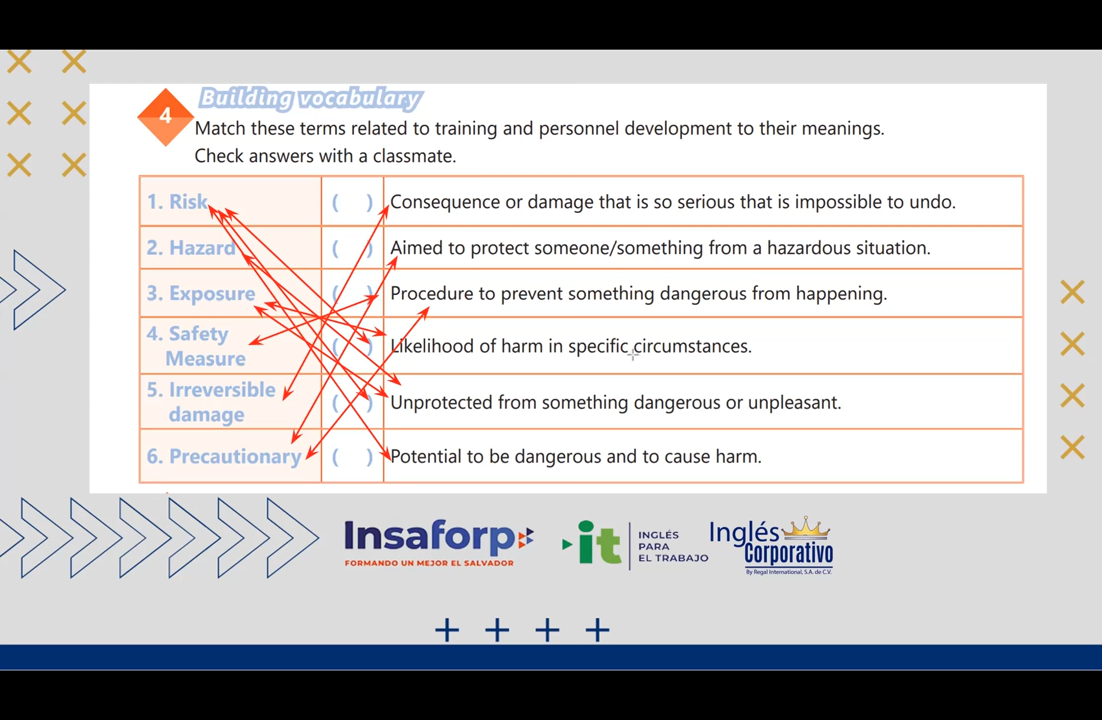 Building vocabulary
4
Match these terms related to training and personnel development to their meanings.
Check answers with a classmate.
1. Risk ( ) Consequence or damage that is so serious that is impossible to undo.
2. Hazard ( ) Aimed to protect someone/something from a hazardous situation.
3. Exposure ( ) Procedure to prevent something dangerous from happening.
4. Safety
Measure ( ) Likelihood of harm in specific circumstances.
5. Irreversible
damage ( ) Unprotected from something dangerous or unpleasant.
6. Precautionary ( ) Potential to be dangerous and to cause harm.
Insaforp
FORMANDO UN MEJOR EL SALVADOR
it
INGLÉS
PARA
EL TRABAJO
Inglés
Corporativo
By Regal International, S.A. de C.V.